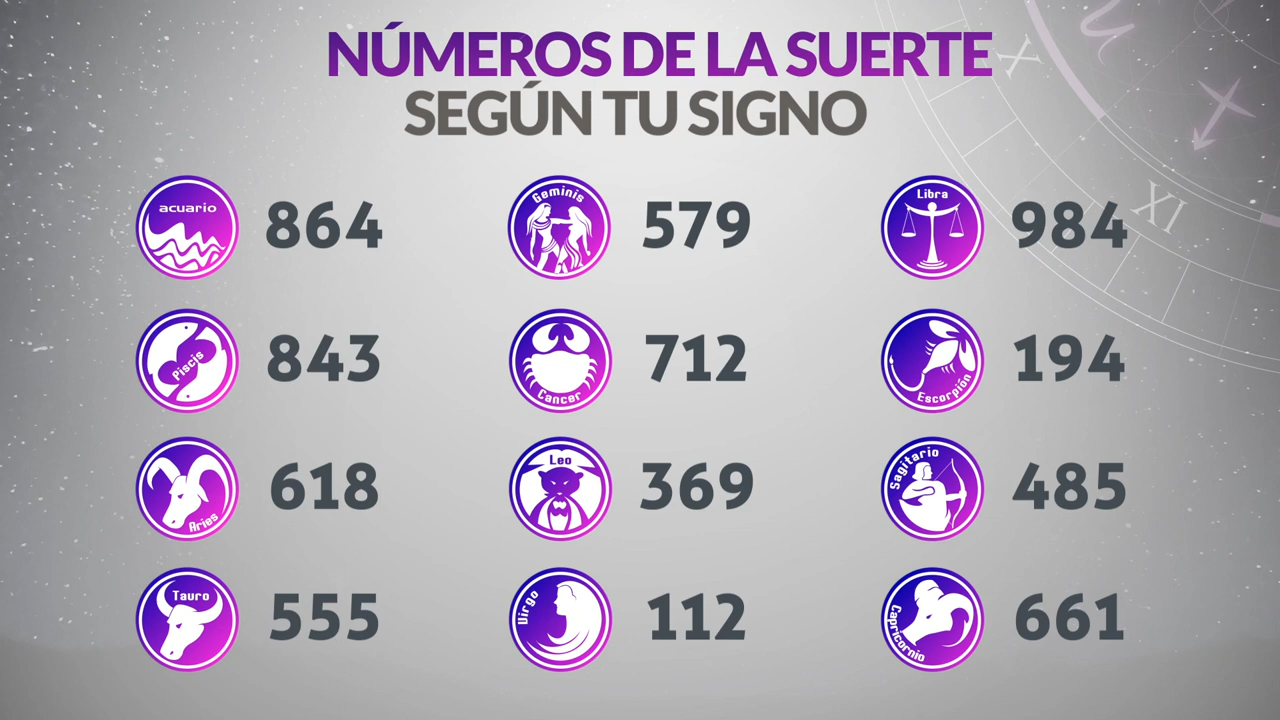 NÚMEROS DE LA SUERTE
SEGÚN TU SIGNO
acuario 864
Geminis 579
Libra 984
Piscis 843
Cancer 712
Escorpión 194
Aries 618
Leo 369
Sagitario 485
Tauro 555
Virgo 112
Capricornio 661
X
XI